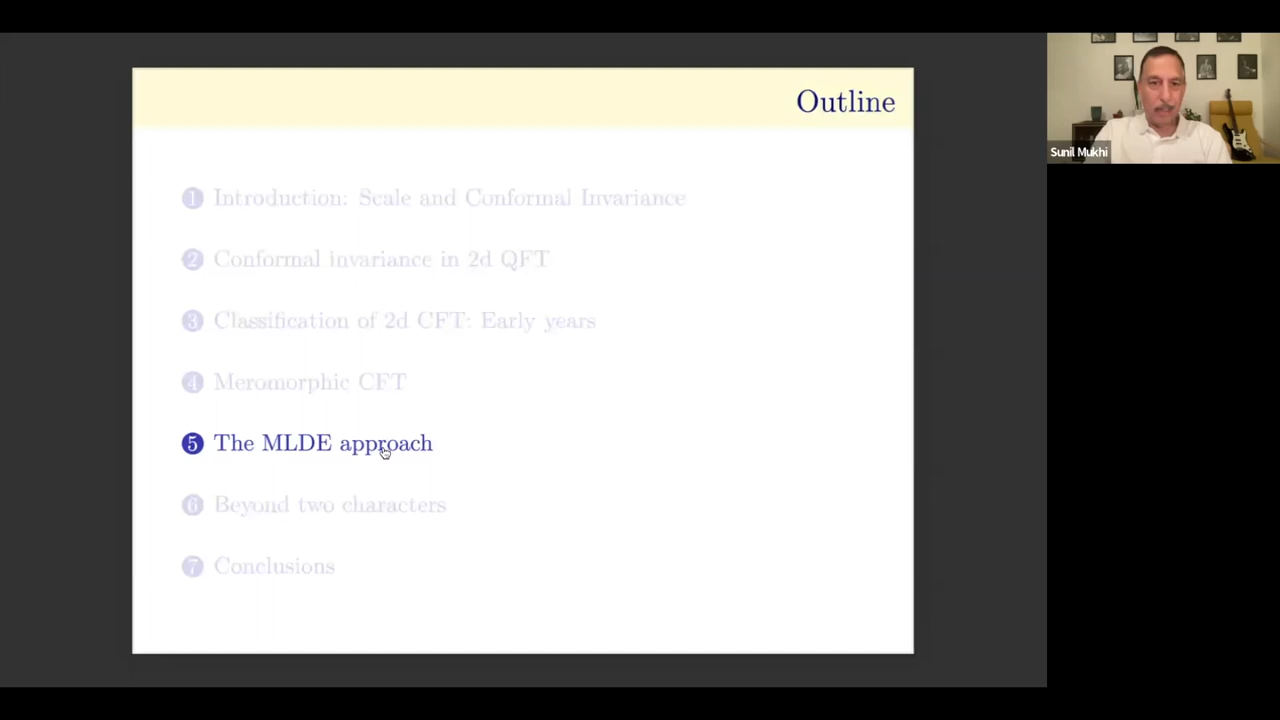 Outline
1 Introduction: Scale and Conformal Invariance
2 Conformal invariance in 2d QFT
3 Classification of 2d CFT: Early years
4 Meromorphic CFT
5 The MLDE approach
6 Beyond two characters
7 Conclusions
Sunil Mukhi